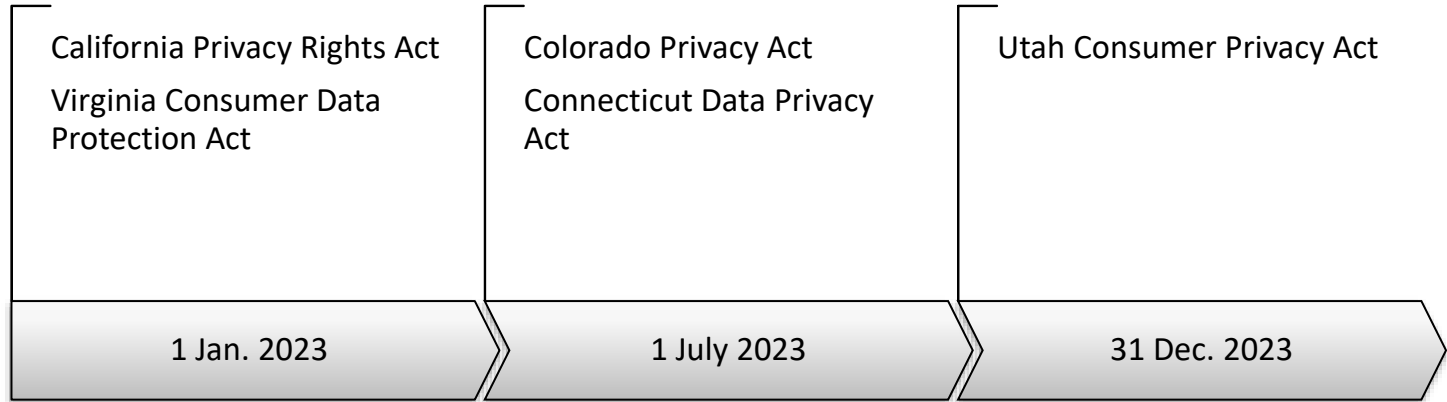 California Privacy Rights Act
Virginia Consumer Data
Protection Act
1 Jan. 2023
Colorado Privacy Act
Connecticut Data Privacy
Act
1 July 2023
Utah Consumer Privacy Act
31 Dec. 2023